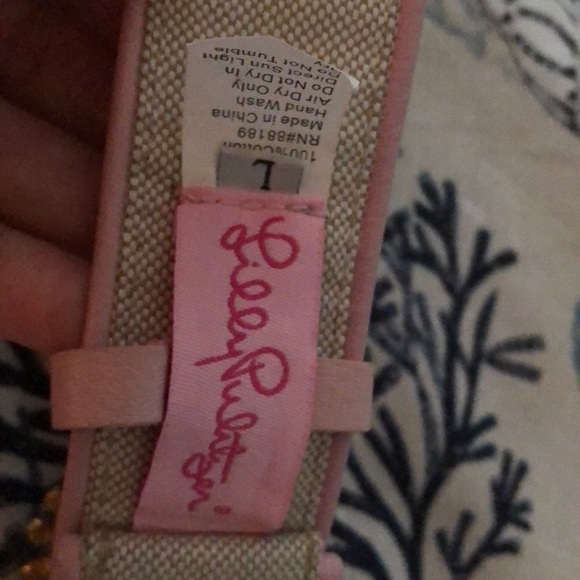 L
100%Cotton
RN#88189
Made in China
Hand Wash
Air Dry Only
Do Not Dry In
Direct Sun Light
Do Not Tumble
Dry
Lilly Pulitzer